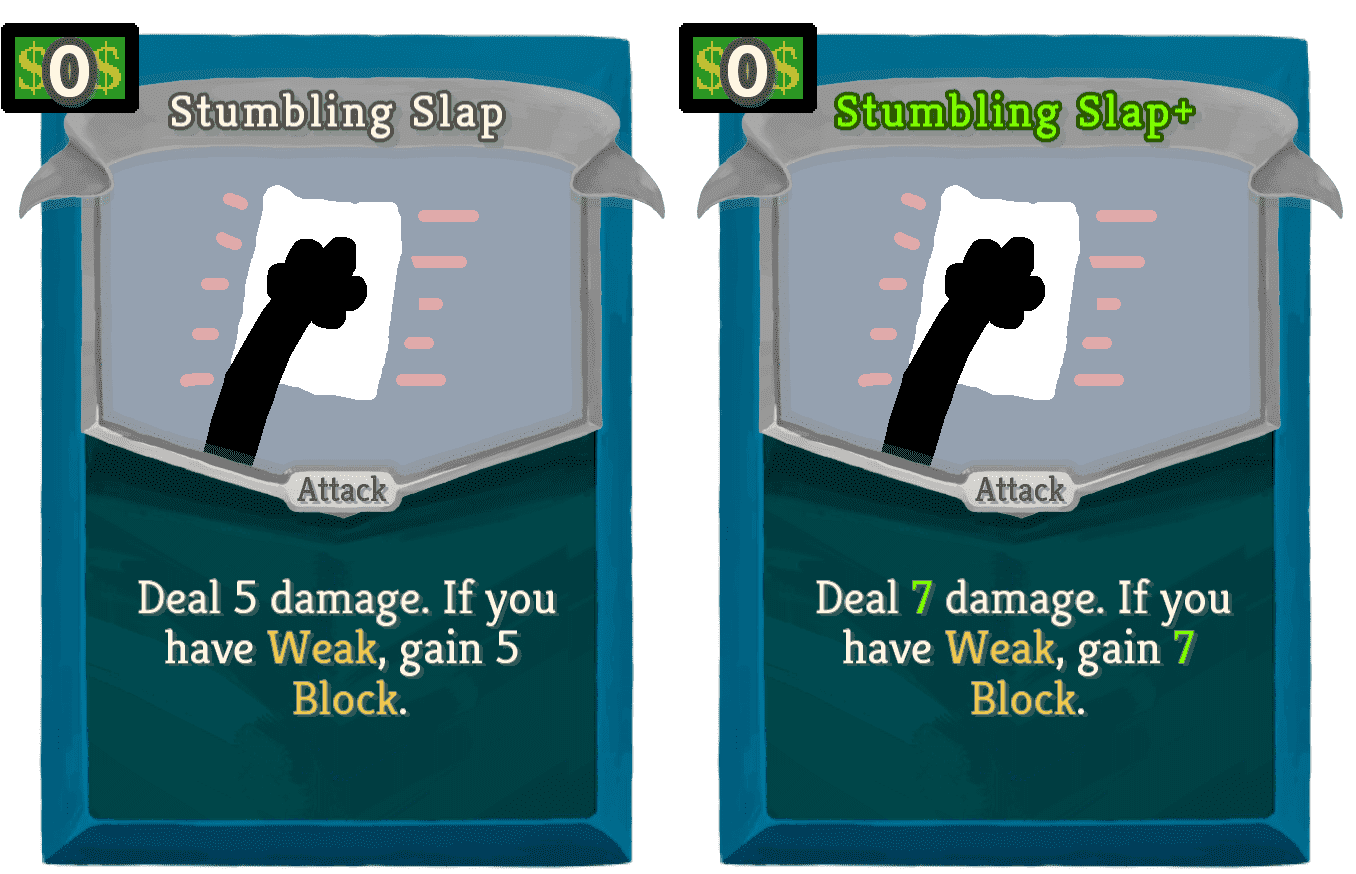 $0$
Stumbling Slap
Attack
Deal 5 damage. If you
have Weak, gain 5
Block.
$0$
Stumbling Slap+
Attack
Deal 7 damage. If you
have Weak, gain 7
Block.